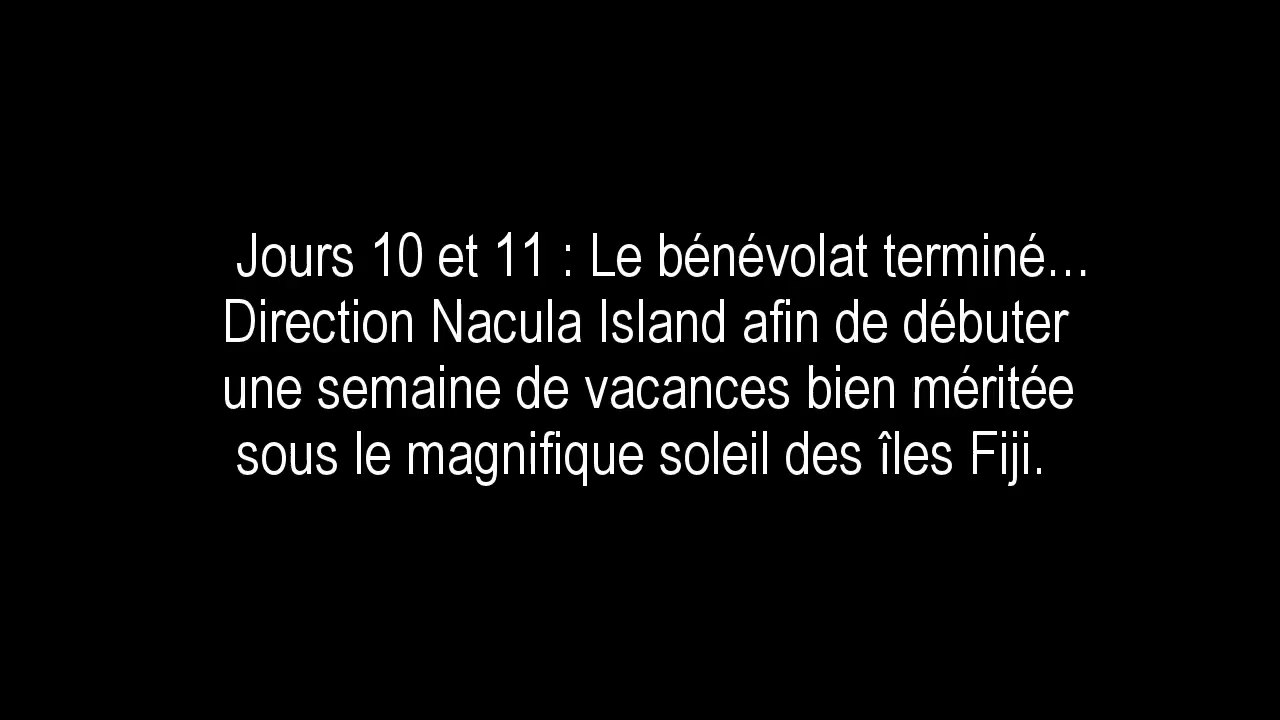 Jours 10 et 11 : Le bénévolat terminé...
Direction Nacula Island afin de débuter
une semaine de vacances bien méritée
sous le magnifique soleil des îles Fiji.